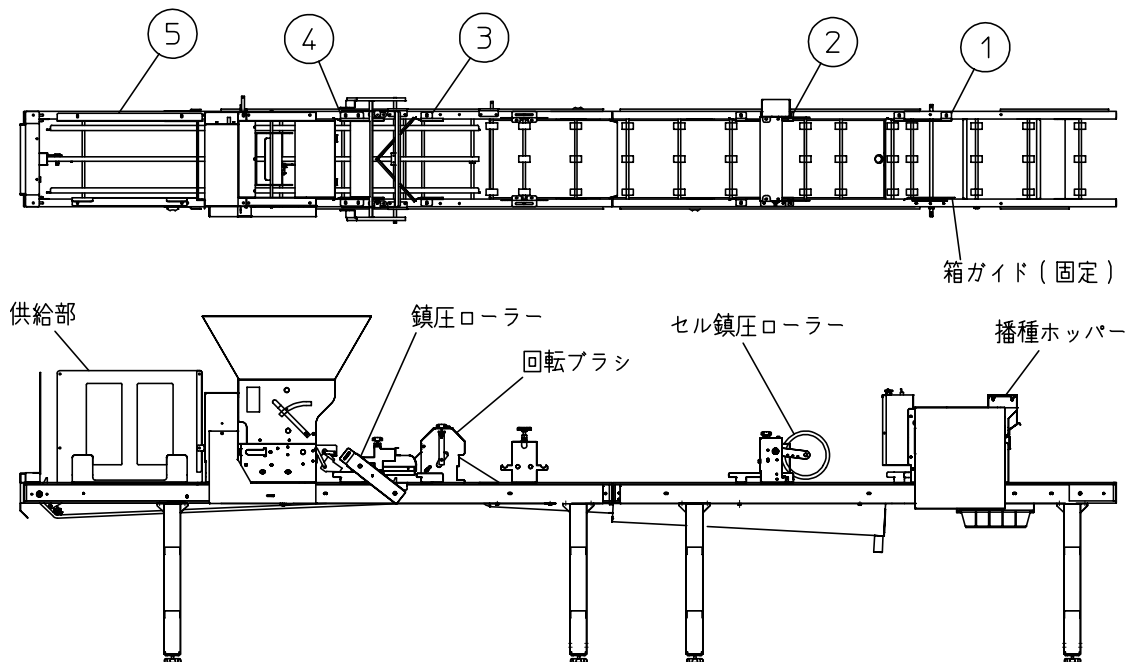 5
4
3
2
1
箱ガイド ( 固定 )
供給部
鎮圧ローラー
回転ブラシ
セル鎮圧ローラー
播種ホッパー